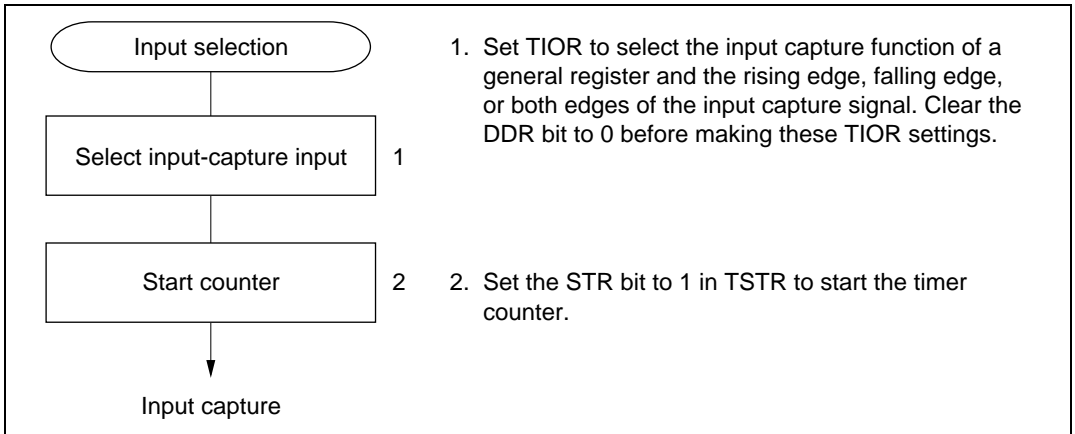 Input selection
Select input-capture input 1
Start counter 2
Input capture
1. Set TIOR to select the input capture function of a
general register and the rising edge, falling edge,
or both edges of the input capture signal. Clear the
DDR bit to 0 before making these TIOR settings.
2. Set the STR bit to 1 in TSTR to start the timer
counter.